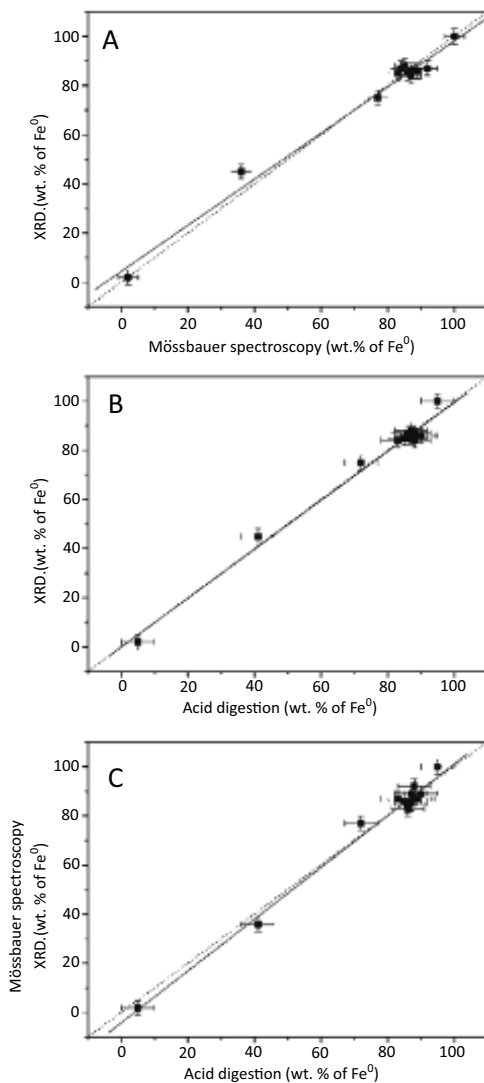 A
XRD.(wt. % of Fe⁰)
100
80
60
40
20
0
0 20 40 60 80 100
Mössbauer spectroscopy (wt.% of Fe⁰)
B
XRD.(wt. % of Fe⁰)
100
80
60
40
20
0
0 20 40 60 80 100
Acid digestion (wt. % of Fe⁰)
C
Mössbauer spectroscopy
XRD.(wt. % of Fe⁰)
100
80
60
40
20
0
0 20 40 60 80 100
Acid digestion (wt. % of Fe⁰)